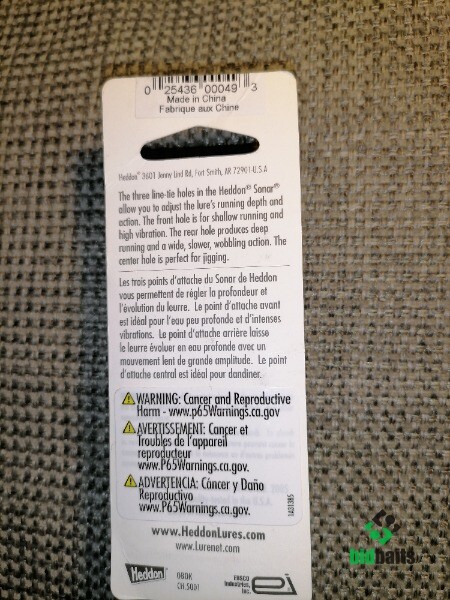 0 25436 00049 3
Made in China
Fabrique aux Chine
Heddon® 3601 Jenny Lind Rd, Fort Smith, AR 72901-U.S.A
The three line-tie holes in the Heddon® Sonar®
allow you to adjust the lure's running depth and
action. The front hole is for shallow running and
high vibration. The rear hole produces deep
running and a wide, slower, wobbling action. The
center hole is perfect for jigging.
Les trois points d'attache du Sonar de Heddon
vous permettent de régler la profondeur et
l'évolution du leurre. Le point d'attache avant
est idéal pour l'eau peu profonde et d'intenses
vibrations. Le point d'attache arrière laisse
le leurre évoluer en eau profonde avec un
mouvement lent de grande amplitude. Le point
d'attache central est idéal pour dandiner.
WARNING: Cancer and Reproductive
Harm - www.P65Warnings.ca.gov
AVERTISSEMENT: Cancer et
Troubles de l'appareil
reproducteur
www.P65Warnings.ca.gov.
ADVERTENCIA: Cáncer y Daño
Reproductivo
www.P65Warnings.ca.gov.
1A31385
www.HeddonLures.com
www.Lurenet.com
Heddon
EBSCO
Industries,
Inc.
ei
bidbaits